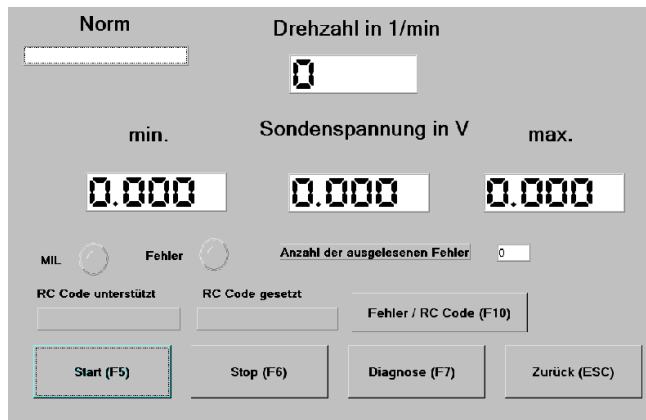 Norm
Drehzahl in 1/min
0
min.
Sondenspannung in V
max.
0.000
0.000
0.000
MIL
Fehler
Anzahl der ausgelesenen Fehler
0
RC Code unterstützt
RC Code gesetzt
Fehler / RC Code (F10)
Start (F5)
Stop (F6)
Diagnose (F7)
Zurück (ESC)